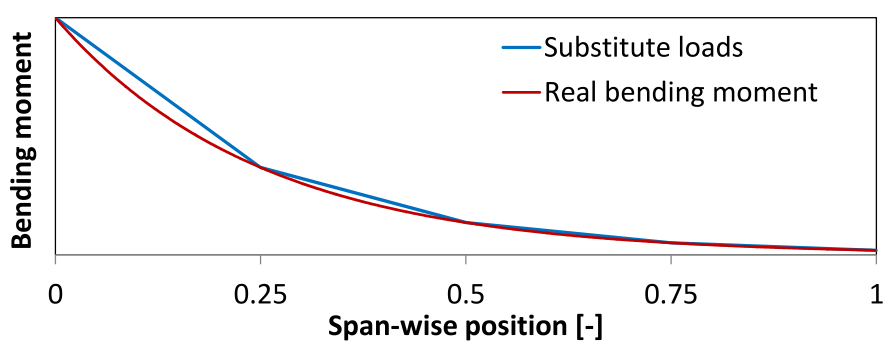 Bending moment
Substitute loads
Real bending moment
0
0.25
0.5
0.75
1
Span-wise position [-]